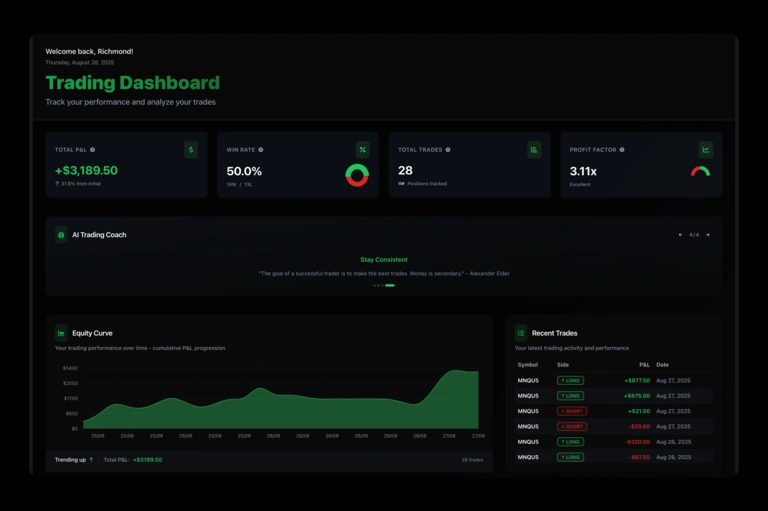 Welcome back, Richmond!
Thursday, August 28, 2025
Trading Dashboard
Track your performance and analyze your trades
TOTAL P&L
$
+$3,189.50
↑ 31.9% from initial
WIN RATE
%
50.0%
14W / 13L
TOTAL TRADES
28
Positions tracked
PROFIT FACTOR
3.11x
Excellent
AI Trading Coach
← 4/4 →
Stay Consistent
"The goal of a successful trader is to make the best trades. Money is secondary." - Alexander Elder
Equity Curve
Your trading performance over time - cumulative P&L progression
$3400
$2550
$1700
$850
$0
25/08 25/08 25/08 25/08 25/08 25/08 26/08 26/08 26/08 26/08 26/08 26/08 27/08 27/08
Trending up ↑ Total P&L: +$3189.50 28 trades
Recent Trades
Your latest trading activity and performance
Symbol Side P&L Date
MNQU5 ↑ LONG +$877.50 Aug 27, 2025
MNQU5 ↑ LONG +$875.00 Aug 27, 2025
MNQU5 ↓ SHORT +$21.00 Aug 27, 2025
MNQU5 ↓ SHORT -$20.00 Aug 27, 2025
MNQU5 ↑ LONG -$320.00 Aug 26, 2025
MNQU5 ↑ LONG -$67.50 Aug 26, 2025